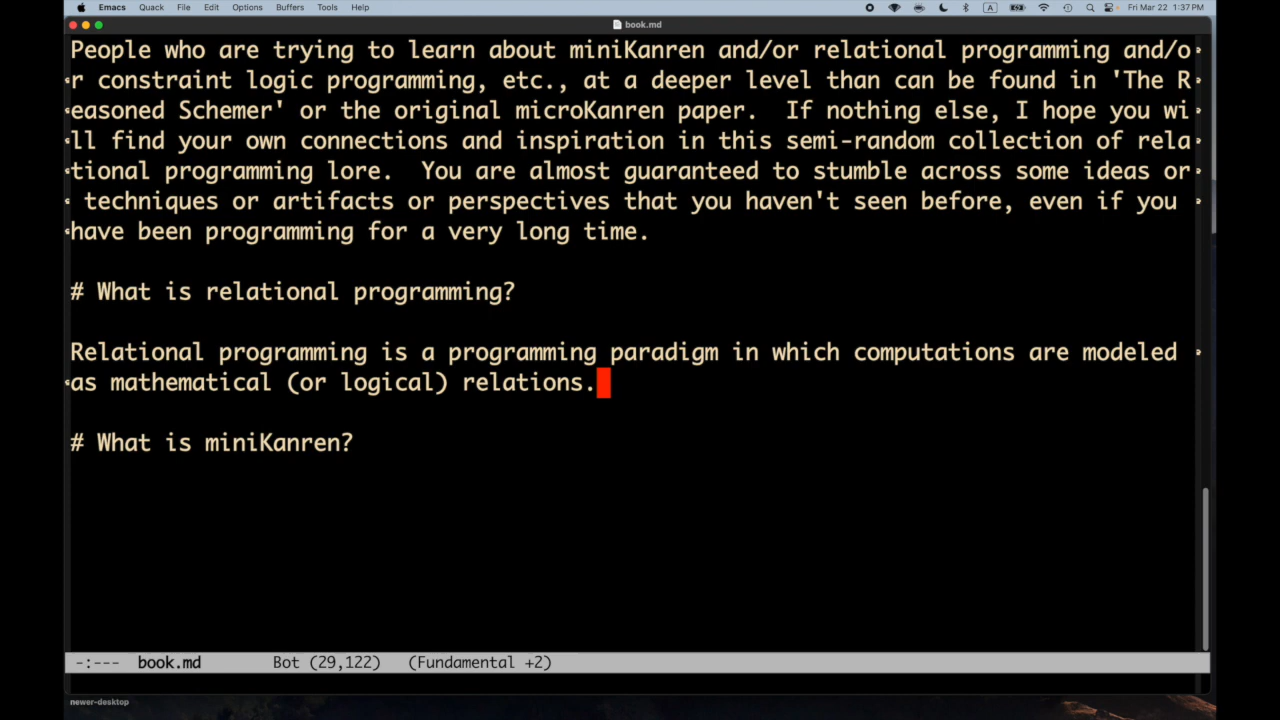 Emacs Quack File Edit Options Buffers Tools Help A Fri Mar 22 1:37 PM
book.md
People who are trying to learn about miniKanren and/or relational programming and/o
r constraint logic programming, etc., at a deeper level than can be found in 'The R
easoned Schemer' or the original microKanren paper.  If nothing else, I hope you wi
ll find your own connections and inspiration in this semi-random collection of rela
tional programming lore.  You are almost guaranteed to stumble across some ideas or
 techniques or artifacts or perspectives that you haven't seen before, even if you
have been programming for a very long time.
# What is relational programming?
Relational programming is a programming paradigm in which computations are modeled
as mathematical (or logical) relations.
# What is miniKanren?
-:--- book.md Bot (29,122) (Fundamental +2)
newer-desktop